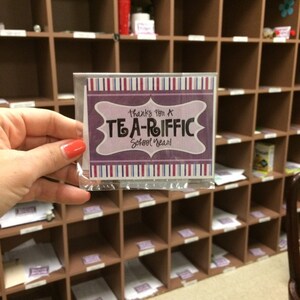 thanks for A
TEA-RIFFIC
School Year!